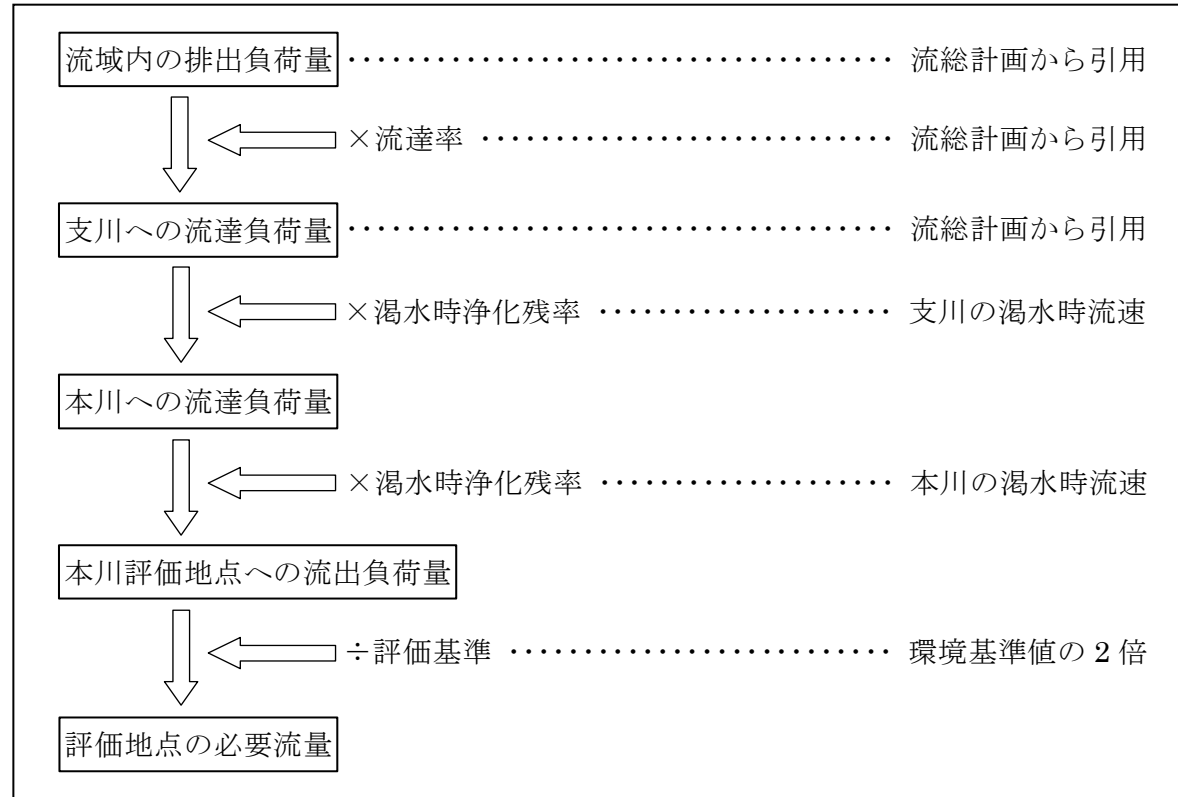 流域内の排出負荷量 ····································· 流総計画から引用
×流達率 ···························· 流総計画から引用
支川への流達負荷量 ····································· 流総計画から引用
×渇水時浄化残率 ···················· 支川の渇水時流速
本川への流達負荷量
×渇水時浄化残率 ···················· 本川の渇水時流速
本川評価地点への流出負荷量
÷評価基準 ·························· 環境基準値の 2 倍
評価地点の必要流量